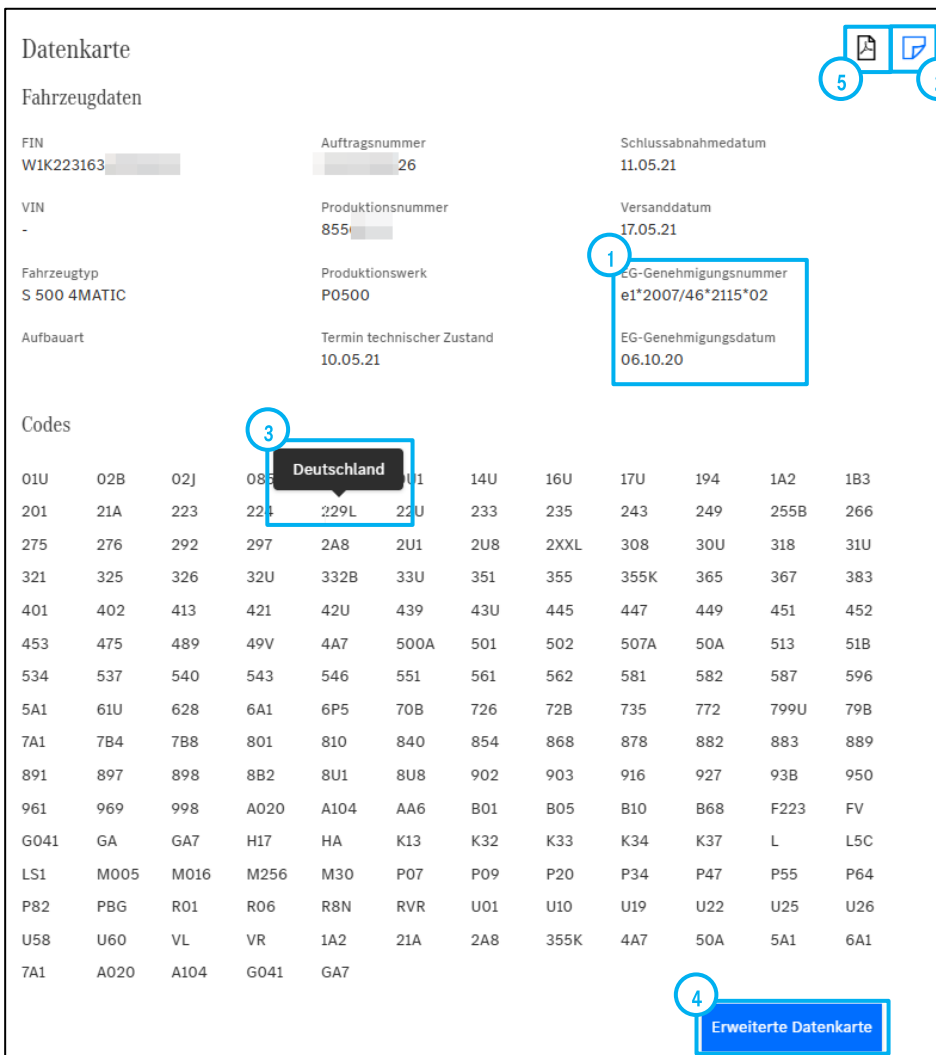 Datenkarte
5
Fahrzeugdaten
FIN Auftragsnummer Schlussabnahmedatum
W1K223163 26 11.05.21
VIN Produktionsnummer Versanddatum
- 855 17.05.21
1
Fahrzeugtyp Produktionswerk EG-Genehmigungsnummer
S 500 4MATIC P0500 e1*2007/46*2115*02
Aufbauart Termin technischer Zustand EG-Genehmigungsdatum
10.05.21 06.10.20
Codes
3
Deutschland
01U 02B 02J 14U 16U 17U 194 1A2 1B3
201 21A 223 224 229L 22U 233 235 243 249 255B 266
275 276 292 297 2A8 2U1 2U8 2XXL 308 30U 318 31U
321 325 326 32U 332B 33U 351 355 355K 365 367 383
401 402 413 421 42U 439 43U 445 447 449 451 452
453 475 489 49V 4A7 500A 501 502 507A 50A 513 51B
534 537 540 543 546 551 561 562 581 582 587 596
5A1 61U 628 6A1 6P5 70B 726 72B 735 772 799U 79B
7A1 7B4 7B8 801 810 840 854 868 878 882 883 889
891 897 898 8B2 8U1 8U8 902 903 916 927 93B 950
961 969 998 A020 A104 AA6 B01 B05 B10 B68 F223 FV
G041 GA GA7 H17 HA K13 K32 K33 K34 K37 L L5C
LS1 M005 M016 M256 M30 P07 P09 P20 P34 P47 P55 P64
P82 PBG R01 R06 R8N RVR U01 U10 U19 U22 U25 U26
U58 U60 VL VR 1A2 21A 2A8 355K 4A7 50A 5A1 6A1
7A1 A020 A104 G041 GA7
4
Erweiterte Datenkarte